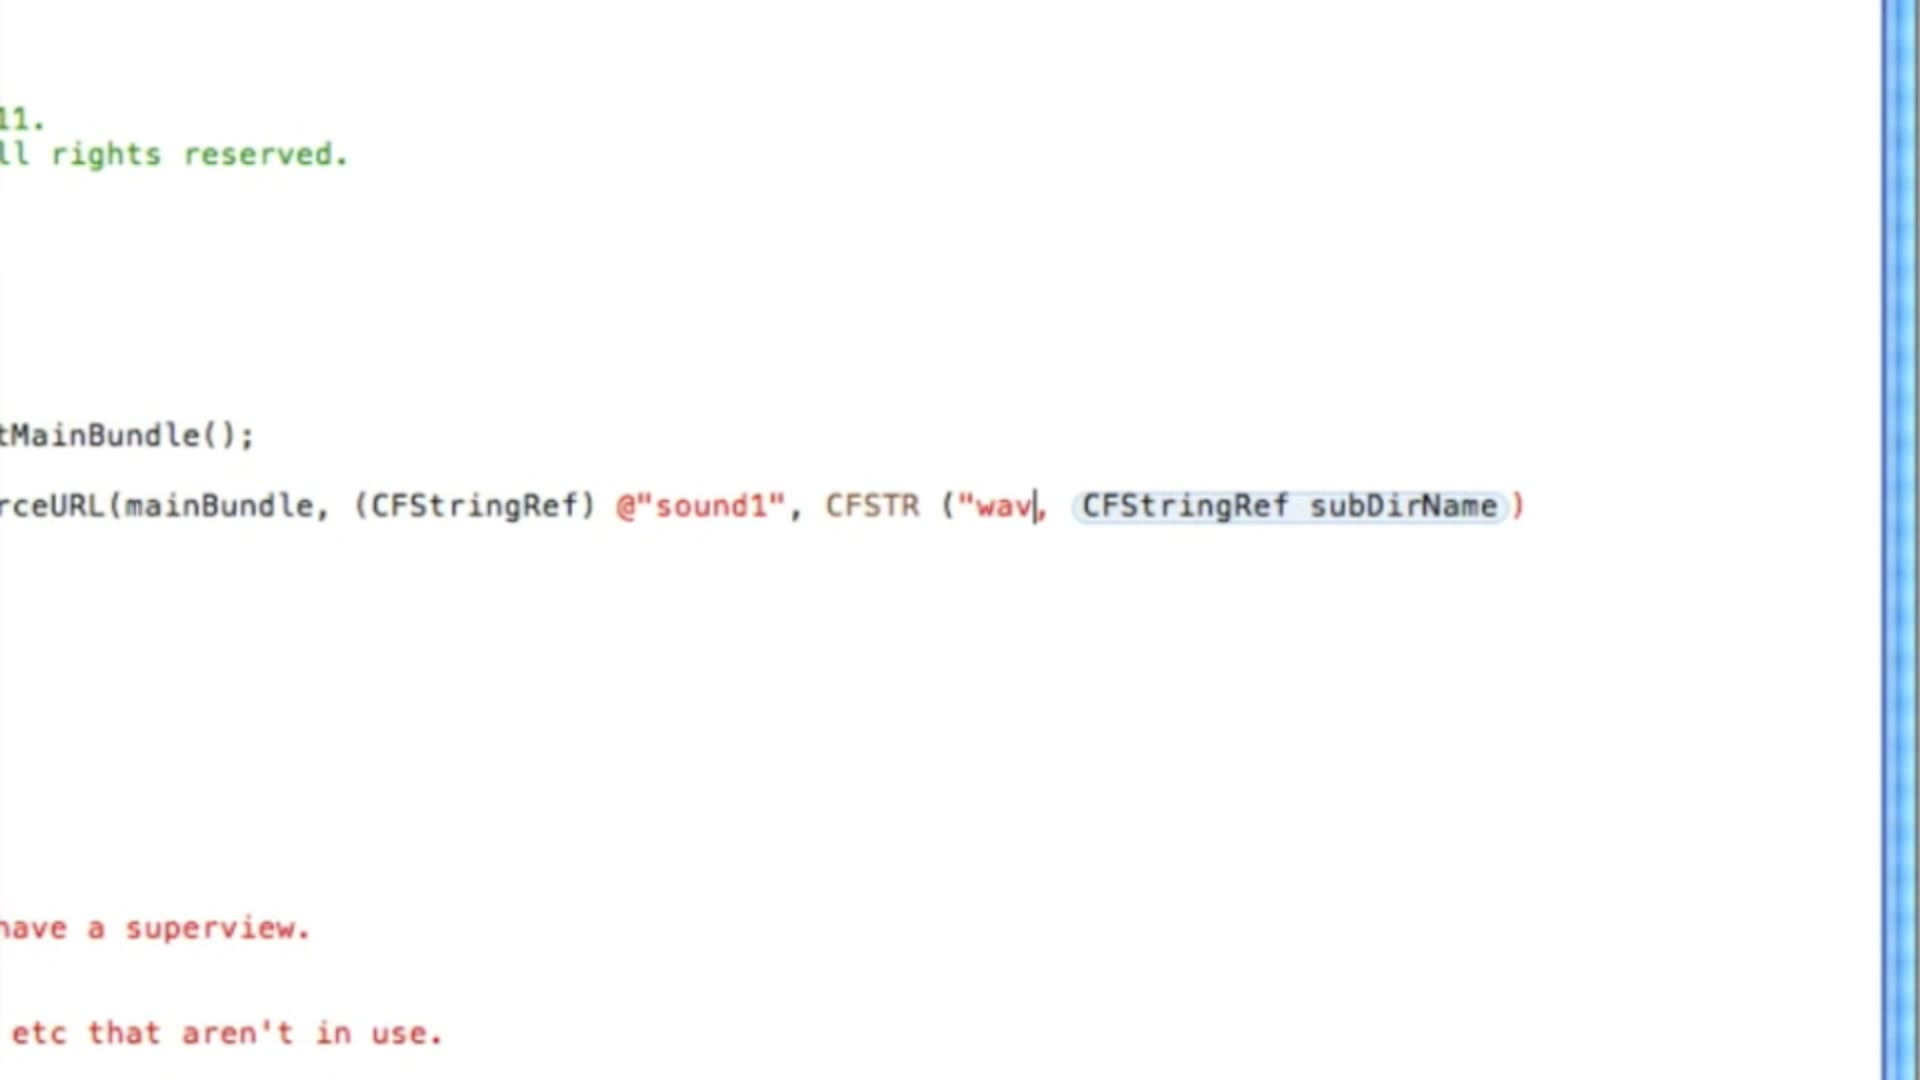 11.
ll rights reserved.
tMainBundle();
rceURL(mainBundle, (CFStringRef) @"sound1", CFSTR ("wav, CFStringRef subDirName)
have a superview.
etc that aren't in use.